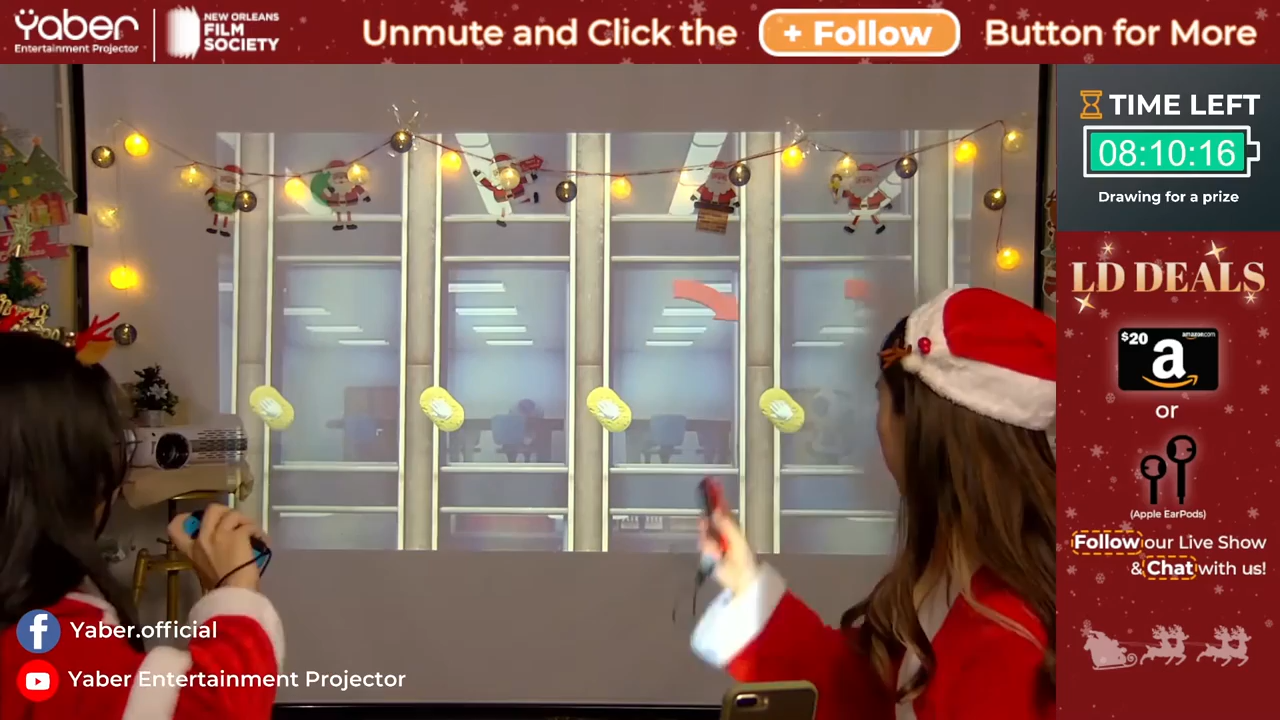 Yaber
Entertainment Projector
NEW ORLEANS
FILM
SOCIETY
Unmute and Click the + Follow Button for More
TIME LEFT
08:10:16
Drawing for a prize
LD DEALS
$20
amazon.com
a
or
(Apple EarPods)
Follow our Live Show
& Chat with us!
f Yaber.official
Yaber Entertainment Projector